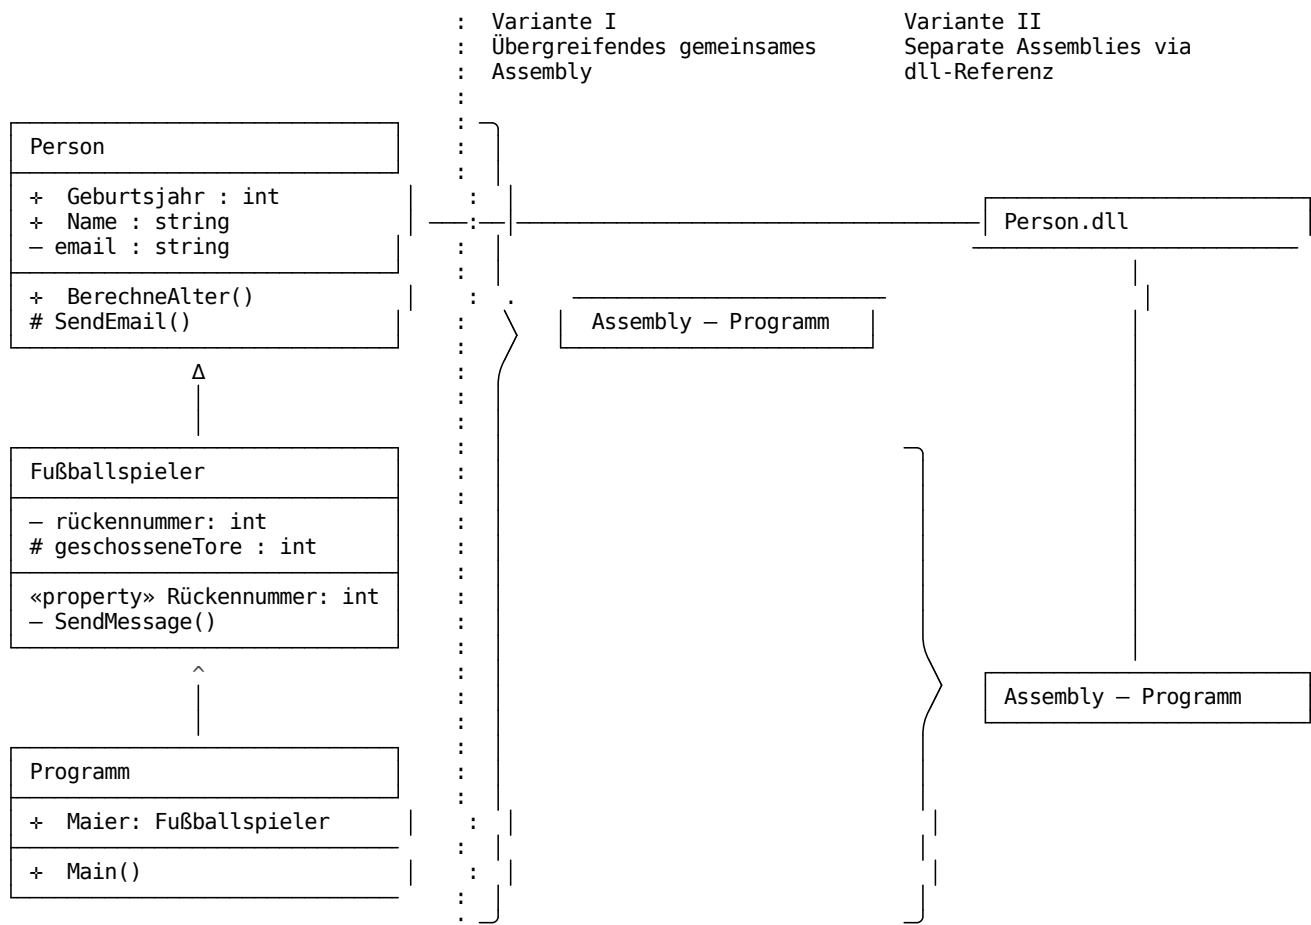 Variante I
Übergreifendes gemeinsames
Assembly
Variante II
Separate Assemblies via
dll-Referenz
Person
+ Geburtsjahr : int
+ Name : string
– email : string
+ BerechneAlter()
# SendEmail()
Person.dll
Assembly – Programm
Fußballspieler
– rückennummer: int
# geschosseneTore : int
«property» Rückennummer: int
– SendMessage()
Assembly – Programm
Programm
+ Maier: Fußballspieler
+ Main()